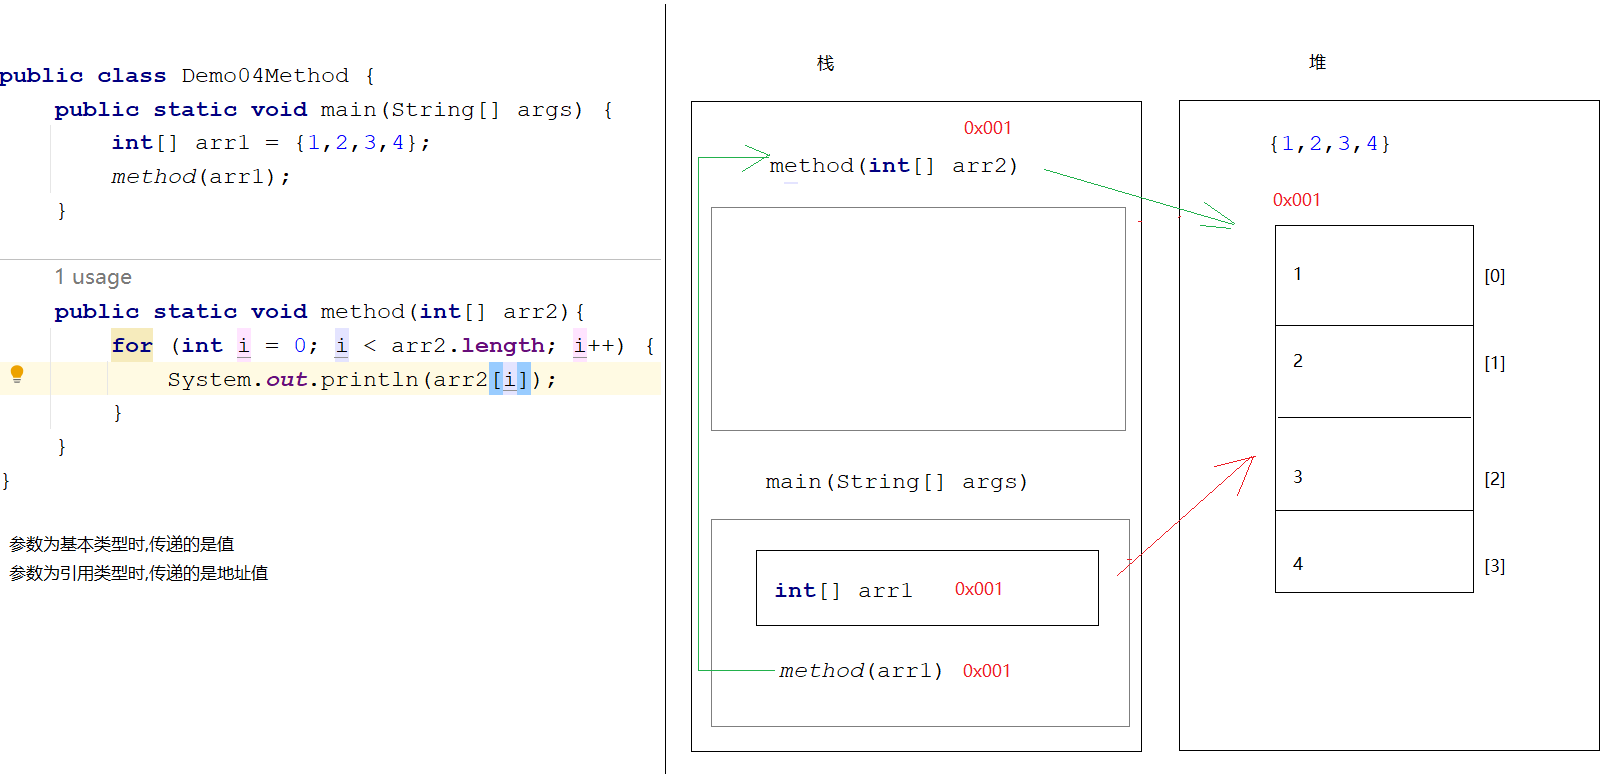 public class Demo04Method {
public static void main(String[] args) {
int[] arr1 = {1,2,3,4};
method(arr1);
}
1 usage
public static void method(int[] arr2){
for (int i = 0; i < arr2.length; i++) {
System.out.println(arr2[i]);
}
}
}
参数为基本类型时,传递的是值
参数为引用类型时,传递的是地址值
栈
0x001
method(int[] arr2)
main(String[] args)
int[] arr1 0x001
method(arr1) 0x001
堆
{1,2,3,4}
0x001
1 [0]
2 [1]
3 [2]
4 [3]